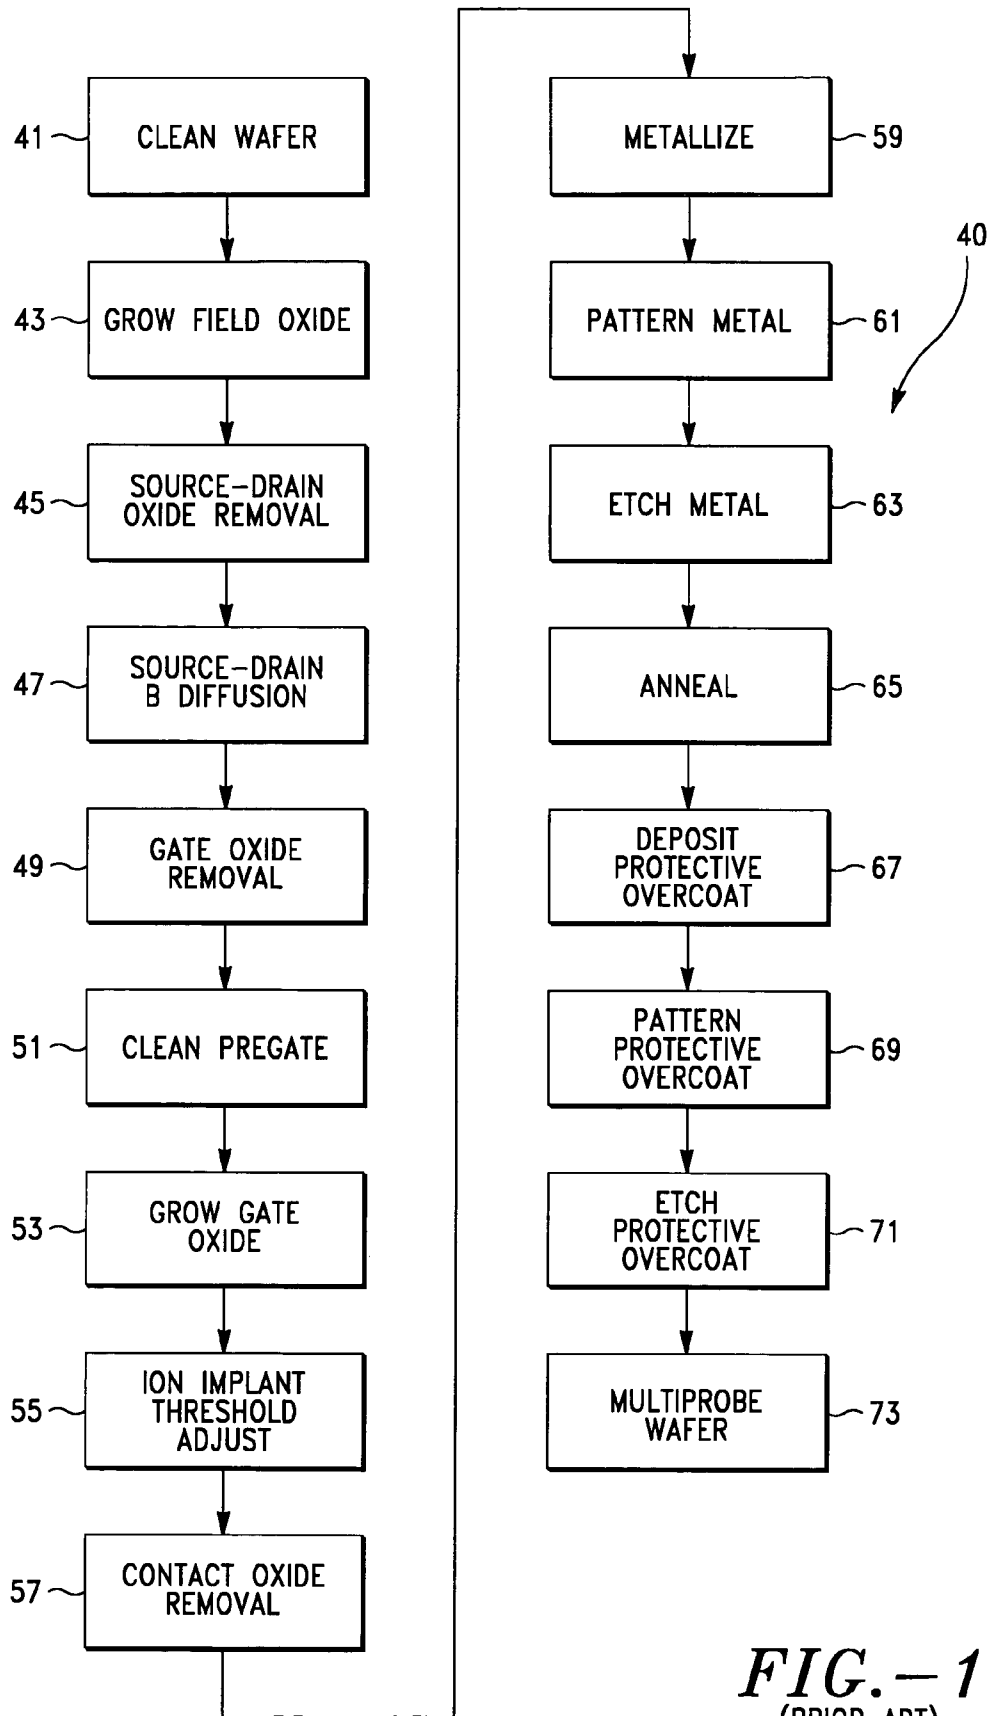 41
CLEAN WAFER
43
GROW FIELD OXIDE
45
SOURCE-DRAIN
OXIDE REMOVAL
47
SOURCE-DRAIN
B DIFFUSION
49
GATE OXIDE
REMOVAL
51
CLEAN PREGATE
53
GROW GATE
OXIDE
55
ION IMPLANT
THRESHOLD
ADJUST
57
CONTACT OXIDE
REMOVAL
METALLIZE
59
40
PATTERN METAL
61
ETCH METAL
63
ANNEAL
65
DEPOSIT
PROTECTIVE
OVERCOAT
67
PATTERN
PROTECTIVE
OVERCOAT
69
ETCH
PROTECTIVE
OVERCOAT
71
MULTIPROBE
WAFER
73
FIG.-1
(PRIOR ART)